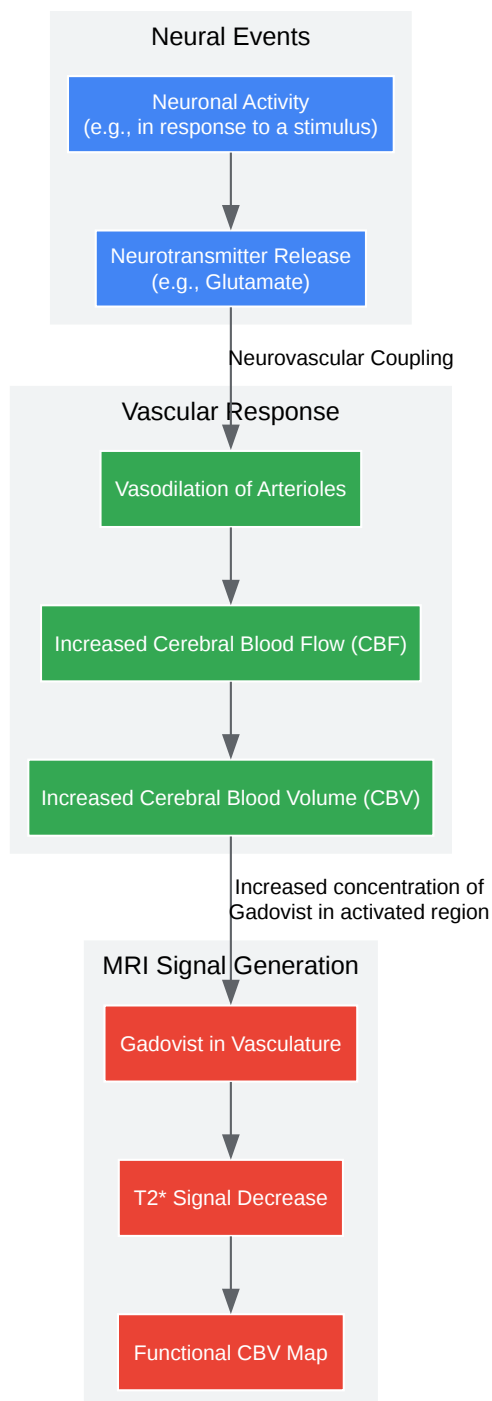 Neural Events
Neuronal Activity
(e.g., in response to a stimulus)
Neurotransmitter Release
(e.g., Glutamate)
Neurovascular Coupling
Vascular Response
Vasodilation of Arterioles
Increased Cerebral Blood Flow (CBF)
Increased Cerebral Blood Volume (CBV)
Increased concentration of
Gadovist in activated region
MRI Signal Generation
Gadovist in Vasculature
T2* Signal Decrease
Functional CBV Map